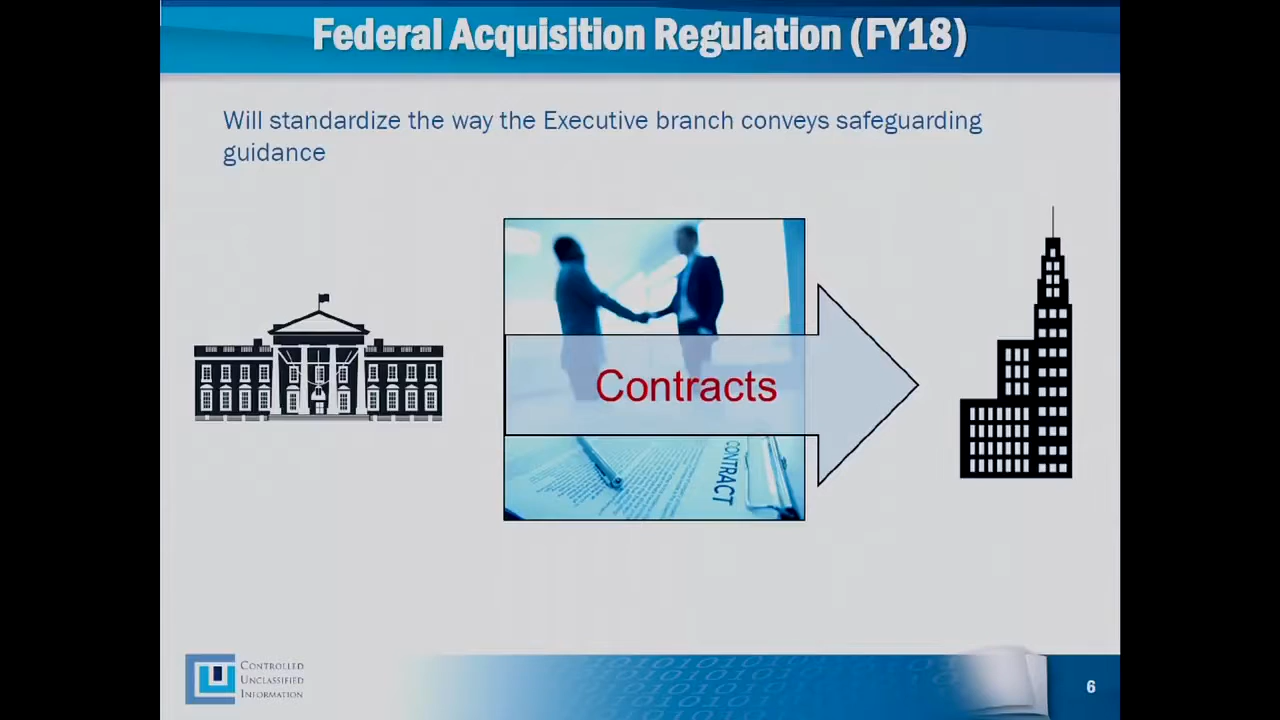 Federal Acquisition Regulation (FY18)
Will standardize the way the Executive branch conveys safeguarding
guidance
Contracts
CONTRACT
CONTROLLED
UNCLASSIFIED
INFORMATION
6